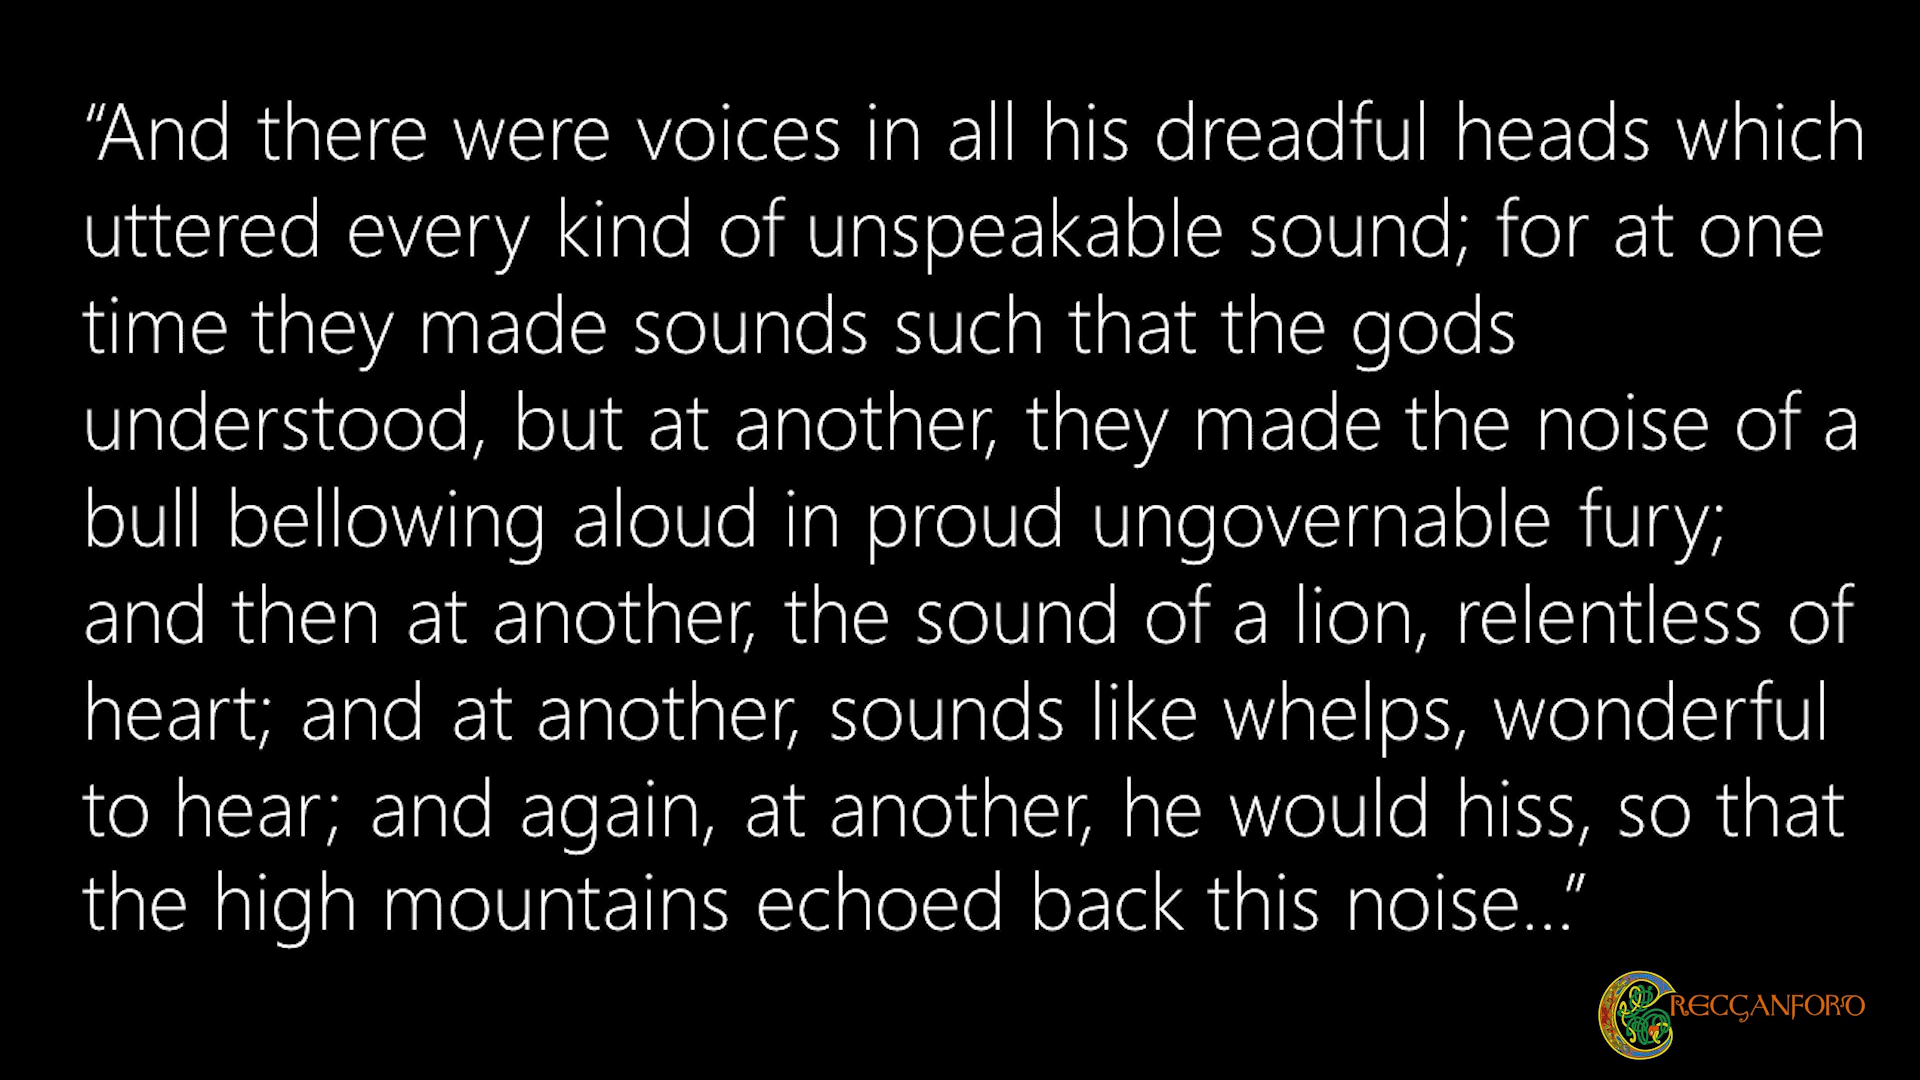 “And there were voices in all his dreadful heads which
uttered every kind of unspeakable sound; for at one
time they made sounds such that the gods
understood, but at another, they made the noise of a
bull bellowing aloud in proud ungovernable fury;
and then at another, the sound of a lion, relentless of
heart; and at another, sounds like whelps, wonderful
to hear; and again, at another, he would hiss, so that
the high mountains echoed back this noise…”
CRECGANFORD